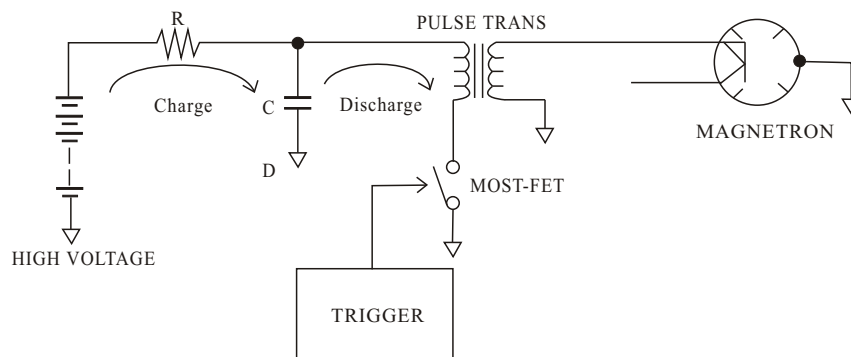 R
PULSE TRANS
Charge
C
Discharge
MAGNETRON
D
MOST-FET
HIGH VOLTAGE
TRIGGER